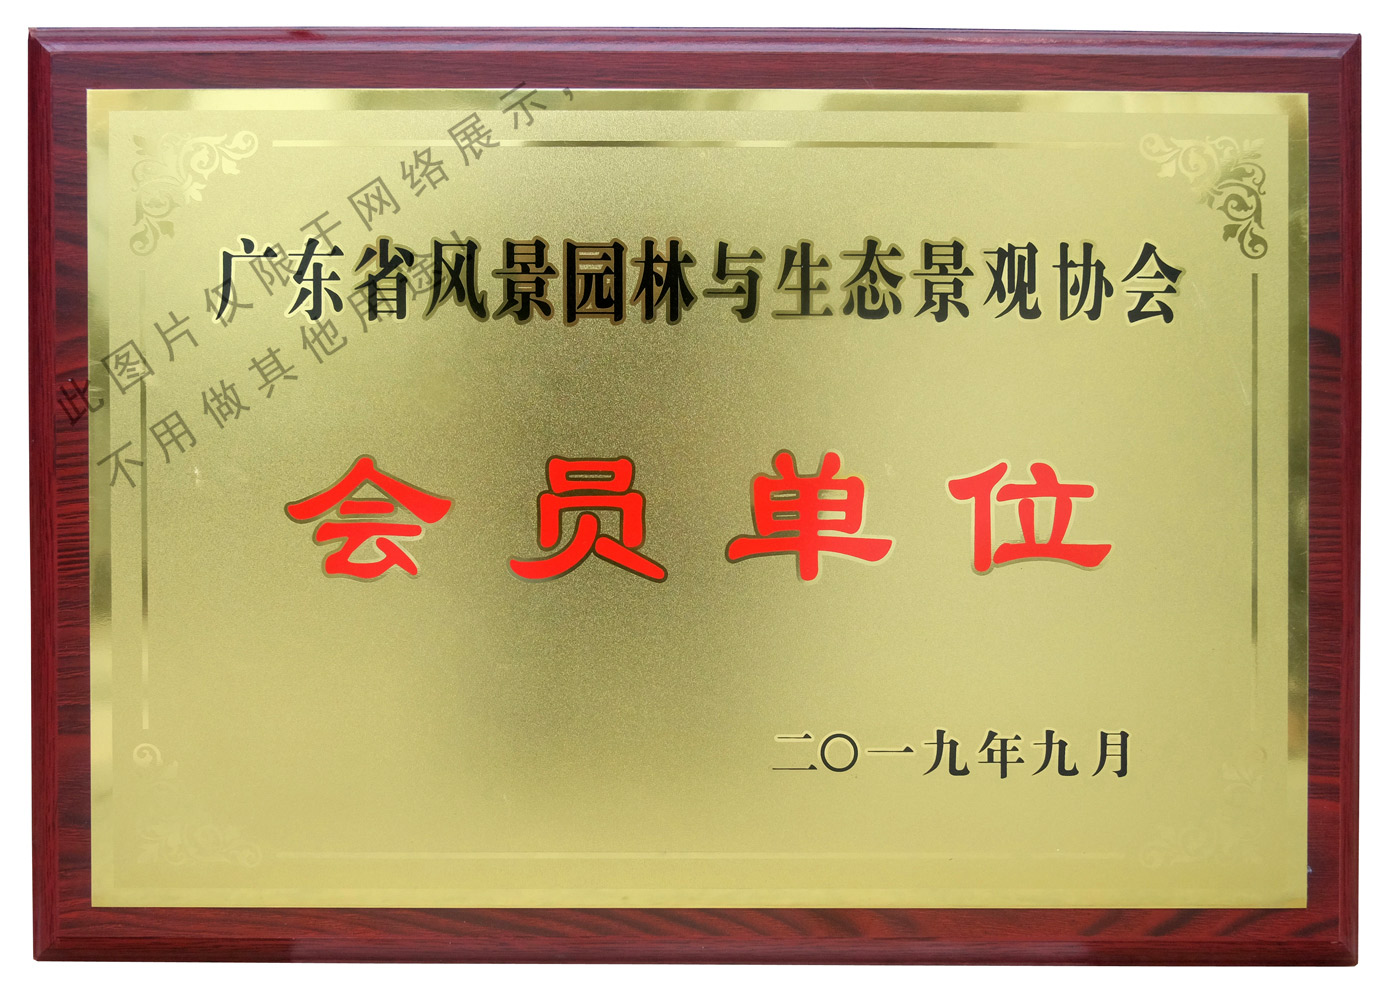 此图片仅限于网络展示，
不用做其他用途！
广东省风景园林与生态景观协会
会员单位
二〇一九年九月